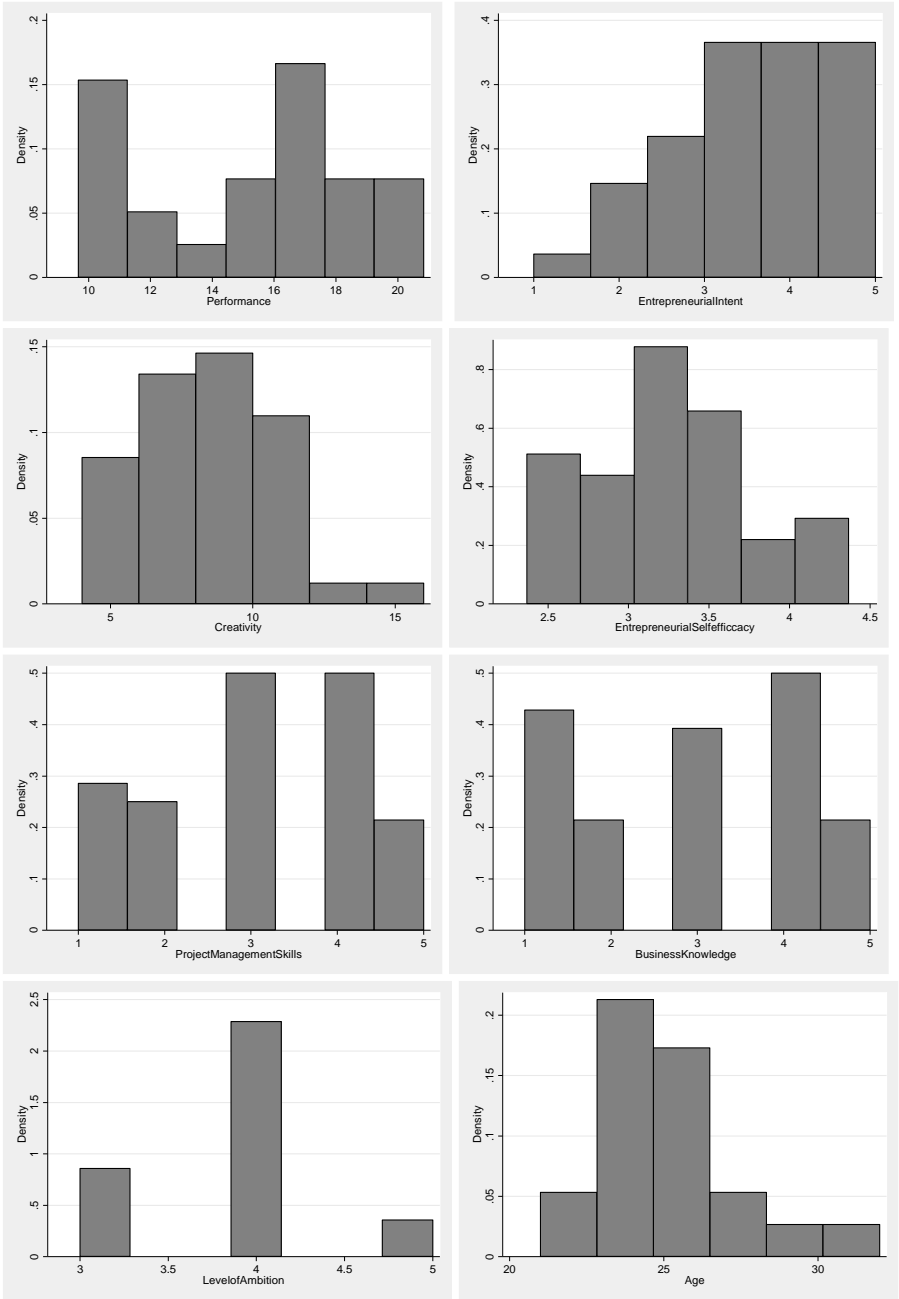 Density
0 .05 .1 .15 .2
10 12 14 16 18 20
Performance
Density
0 .1 .2 .3 .4
1 2 3 4 5
EntrepreneurialIntent
Density
0 .05 .1 .15
5 10 15
Creativity
Density
0 .2 .4 .6 .8
2.5 3 3.5 4 4.5
EntrepreneurialSelfefficcacy
Density
0 .1 .2 .3 .4 .5
1 2 3 4 5
ProjectManagementSkills
Density
0 .1 .2 .3 .4 .5
1 2 3 4 5
BusinessKnowledge
Density
0 .5 1 1.5 2 2.5
3 3.5 4 4.5 5
LevelofAmbition
Density
0 .05 .1 .15 .2
20 25 30
Age